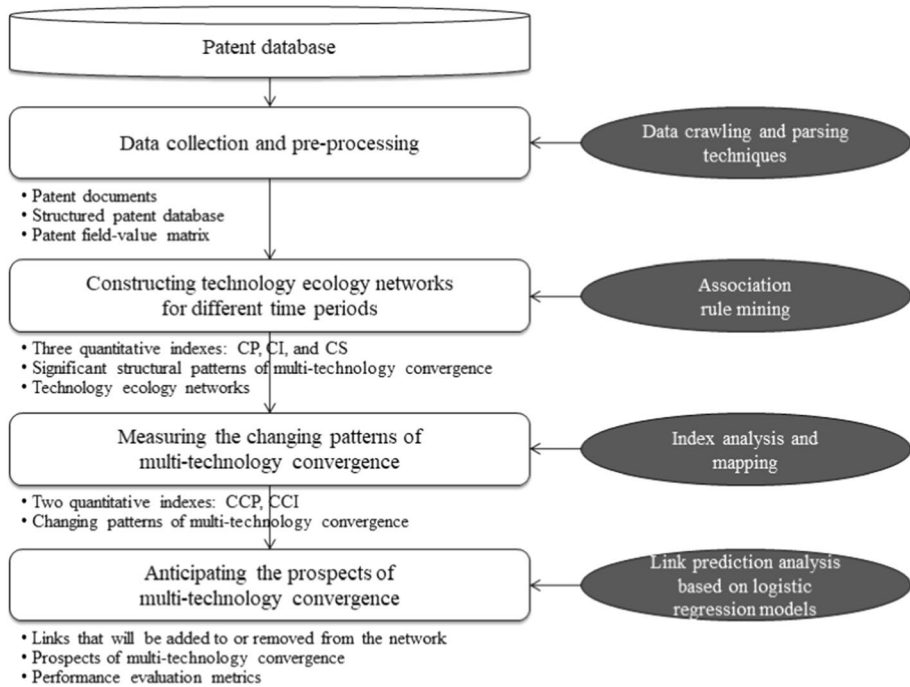 Patent database
Data collection and pre-processing
Data crawling and parsing
techniques
• Patent documents
• Structured patent database
• Patent field-value matrix
Constructing technology ecology networks
for different time periods
Association
rule mining
• Three quantitative indexes: CP, CI, and CS
• Significant structural patterns of multi-technology convergence
• Technology ecology networks
Measuring the changing patterns of
multi-technology convergence
Index analysis and
mapping
• Two quantitative indexes: CCP, CCI
• Changing patterns of multi-technology convergence
Anticipating the prospects of
multi-technology convergence
Link prediction analysis
based on logistic
regression models
• Links that will be added to or removed from the network
• Prospects of multi-technology convergence
• Performance evaluation metrics